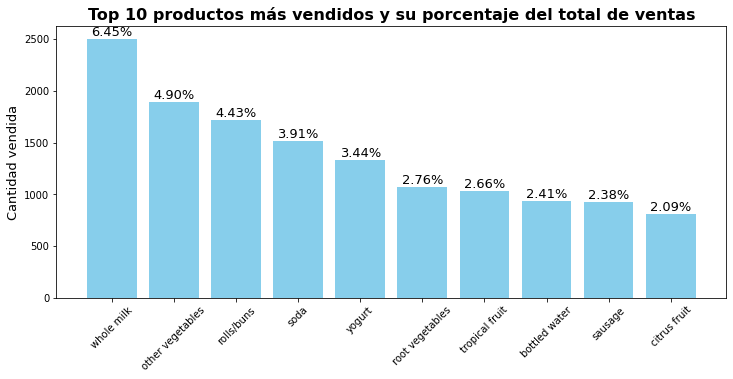 Top 10 productos más vendidos y su porcentaje del total de ventas
Cantidad vendida
2500
2000
1500
1000
500
0
6.45%
4.90%
4.43%
3.91%
3.44%
2.76%
2.66%
2.41%
2.38%
2.09%
whole milk
other vegetables
rolls/buns
soda
yogurt
root vegetables
tropical fruit
bottled water
sausage
citrus fruit